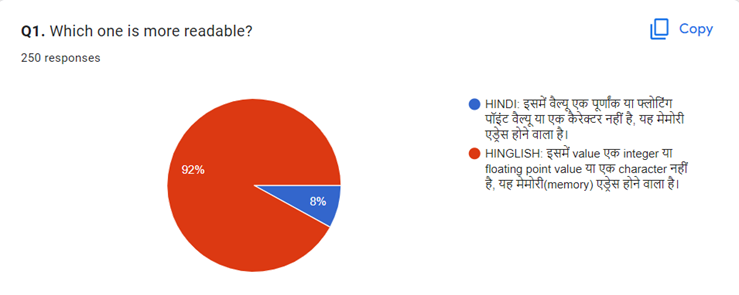 Q1. Which one is more readable?
Copy
250 responses
HINDI: इसमें वैल्यू एक पूर्णांक या फ्लोटिंग
पॉइंट वैल्यू या एक कैरेक्टर नहीं है, यह मेमोरी
एड्रेस होने वाला है।
HINGLISH: इसमें value एक integer या
floating point value या एक character नहीं
है, यह मेमोरी(memory) एड्रेस होने वाला है।
92%
8%